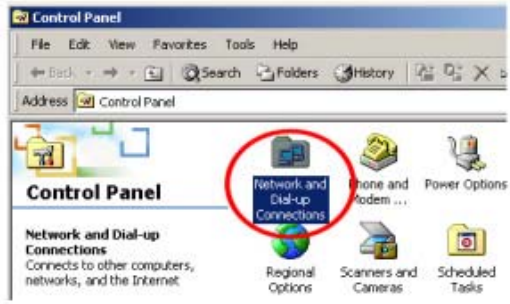 Control Panel
File Edit View Favorites Tools Help
Back Search Folders History
Address Control Panel
Control Panel
Network and Dial-up
Connections
Connects to other computers,
networks, and the Internet
Network and
Dial-up
Connections
Phone and
Modem ...
Power Options
Regional
Options
Scanners and
Cameras
Scheduled
Tasks